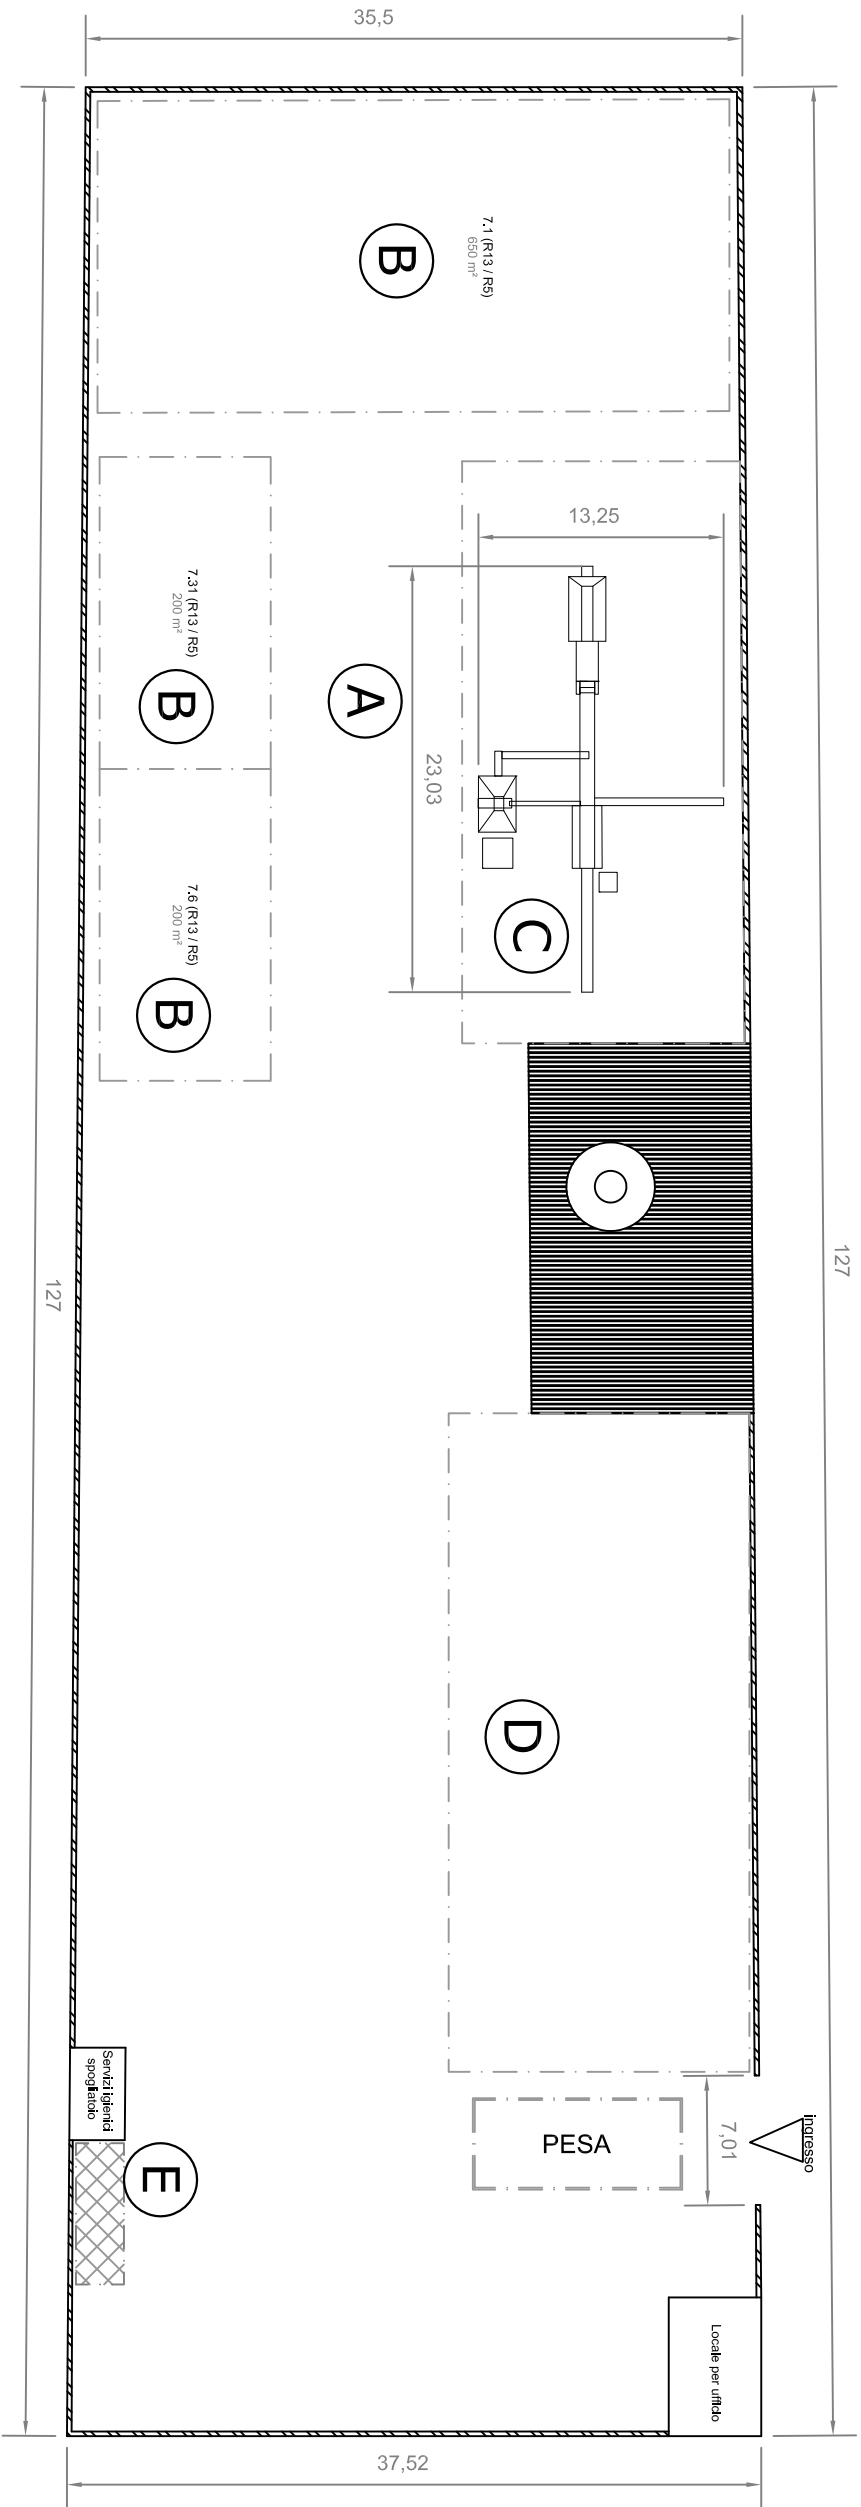 35,5
7.1 (R13 / R5)
650 m²
B
13,25
7.31 (R13 / R5)
200 m²
B
A
23,03
7.6 (R13 / R5)
200 m²
B
C
127
127
D
Servizi igienici
spogliatoio
E
PESA
7,01
ingresso
Locale per ufficio
37,52